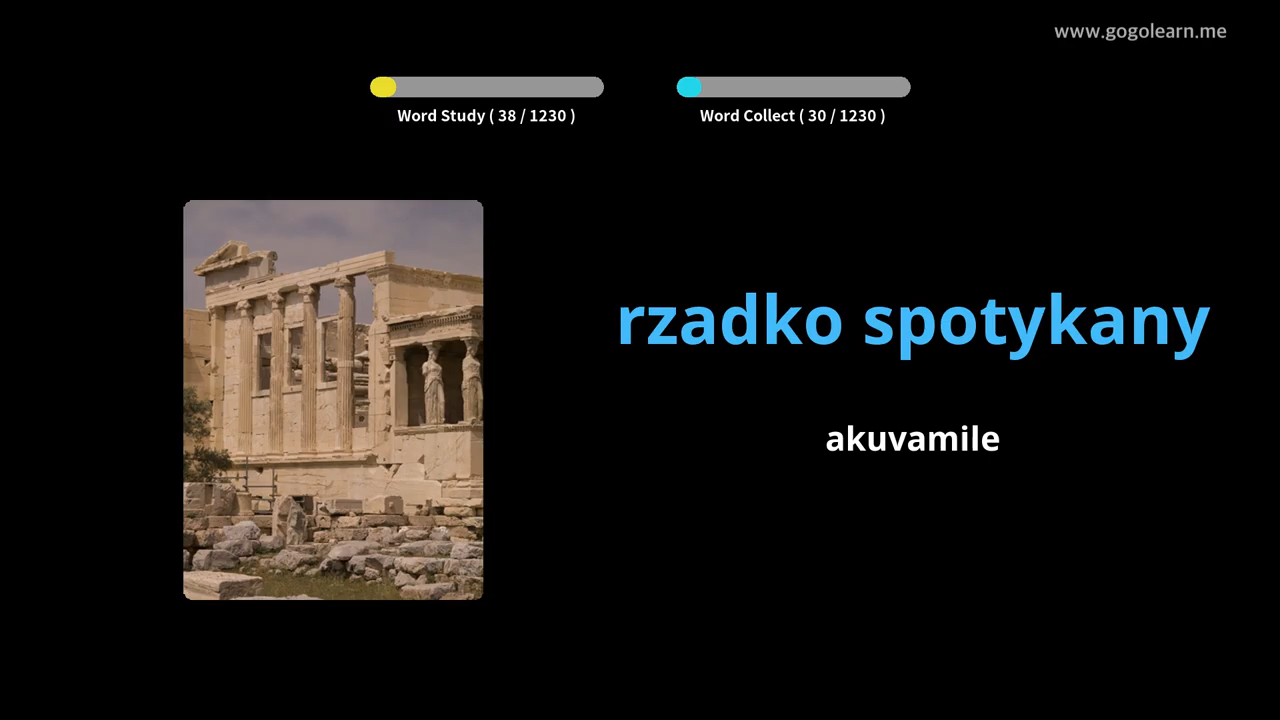 www.gogolearn.me
Word Study ( 38 / 1230 )
Word Collect ( 30 / 1230 )
rzadko spotykany
akuvamile